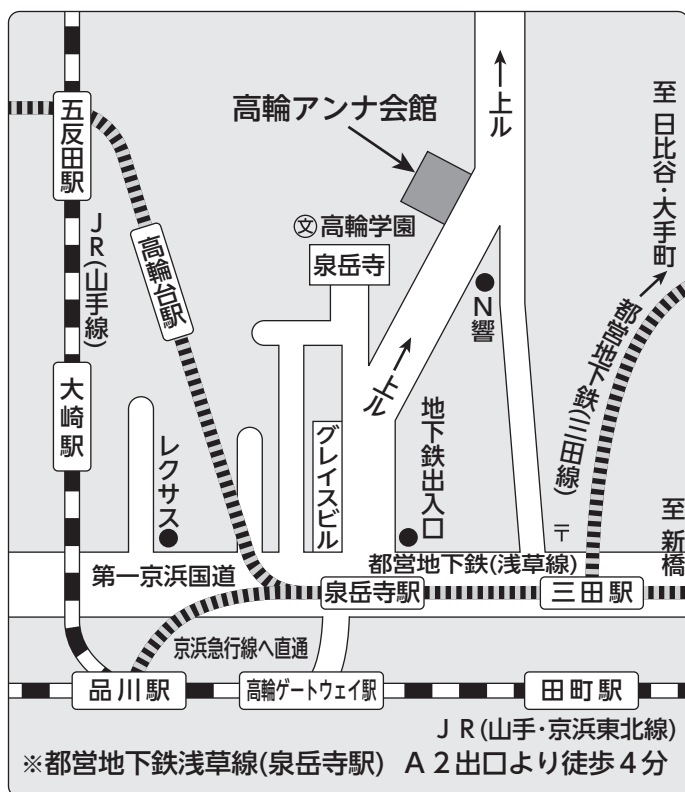 高輪アンナ会館
←上ル
至 日比谷・大手町
五反田駅
JR(山手線)
高輪台駅
㊫高輪学園
泉岳寺
N響
都営地下鉄(三田線)→
←上ル
大崎駅
レクサス
グレイスビル
地下鉄出入口
〒
至 新橋
第一京浜国道
都営地下鉄(浅草線)
泉岳寺駅
三田駅
京浜急行線へ直通
品川駅
高輪ゲートウェイ駅
田町駅
JR(山手・京浜東北線)
※都営地下鉄浅草線(泉岳寺駅) A2出口より徒歩4分